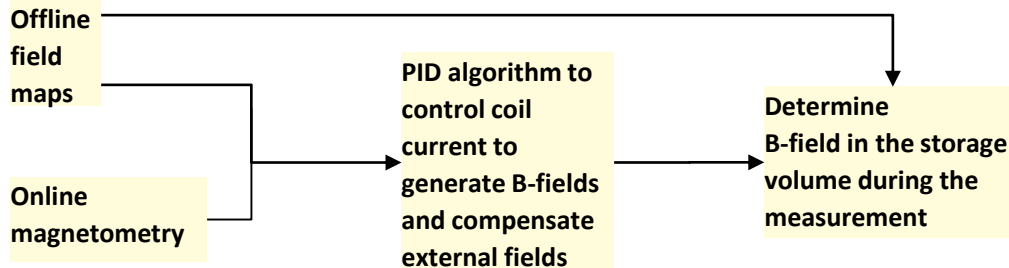 Offline
field
maps
Online
magnetometry
PID algorithm to
control coil
current to
generate B-fields
and compensate
external fields
Determine
B-field in the storage
volume during the
measurement